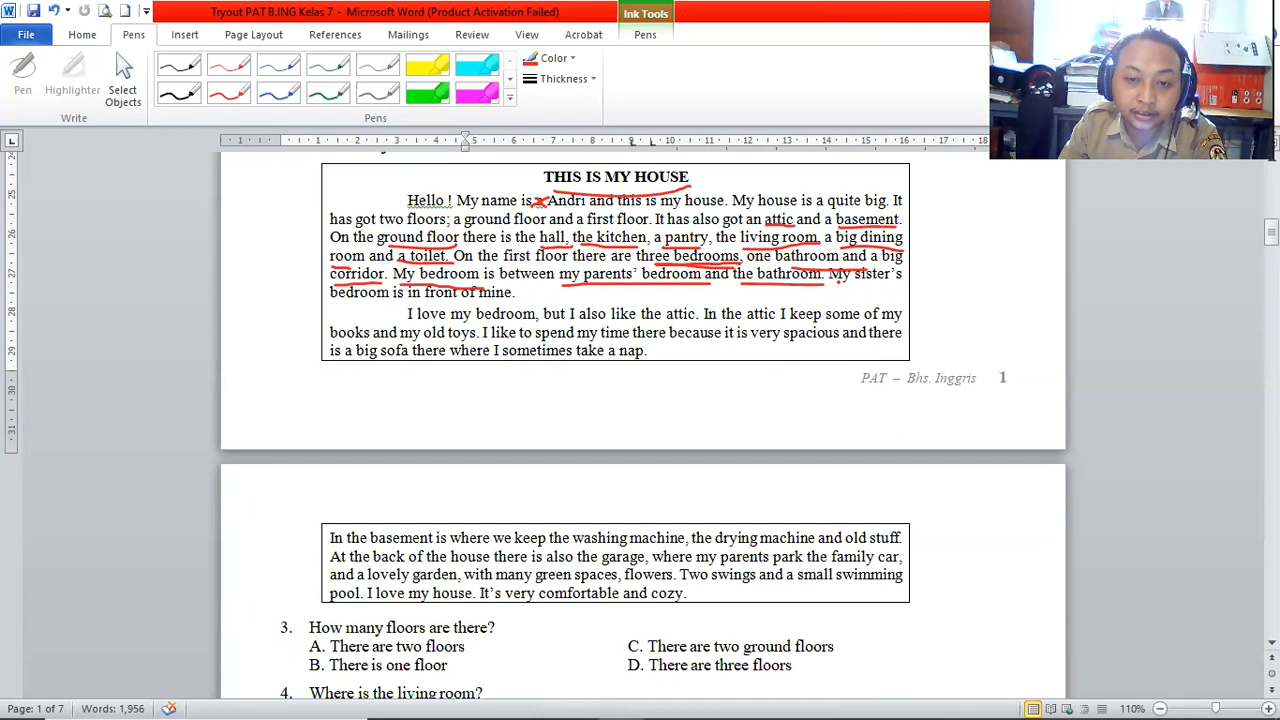 Tryout PAT B.ING Kelas 7 - Microsoft Word (Product Activation Failed)
Ink Tools
File Home Pens Insert Page Layout References Mailings Review View Acrobat Pens
Pen Highlighter Select Objects
Color
Thickness
Write
Pens
THIS IS MY HOUSE
Hello ! My name is Andri and this is my house. My house is a quite big. It
has got two floors; a ground floor and a first floor. It has also got an attic and a basement.
On the ground floor there is the hall, the kitchen, a pantry, the living room, a big dining
room and a toilet. On the first floor there are three bedrooms, one bathroom and a big
corridor. My bedroom is between my parents' bedroom and the bathroom. My sister's
bedroom is in front of mine.
I love my bedroom, but I also like the attic. In the attic I keep some of my
books and my old toys. I like to spend my time there because it is very spacious and there
is a big sofa there where I sometimes take a nap.
PAT – Bhs. Inggris 1
In the basement is where we keep the washing machine, the drying machine and old stuff.
At the back of the house there is also the garage, where my parents park the family car,
and a lovely garden, with many green spaces, flowers. Two swings and a small swimming
pool. I love my house. It's very comfortable and cozy.
3. How many floors are there?
A. There are two floors C. There are two ground floors
B. There is one floor D. There are three floors
4. Where is the living room?
Page: 1 of 7 Words: 1,956 110%